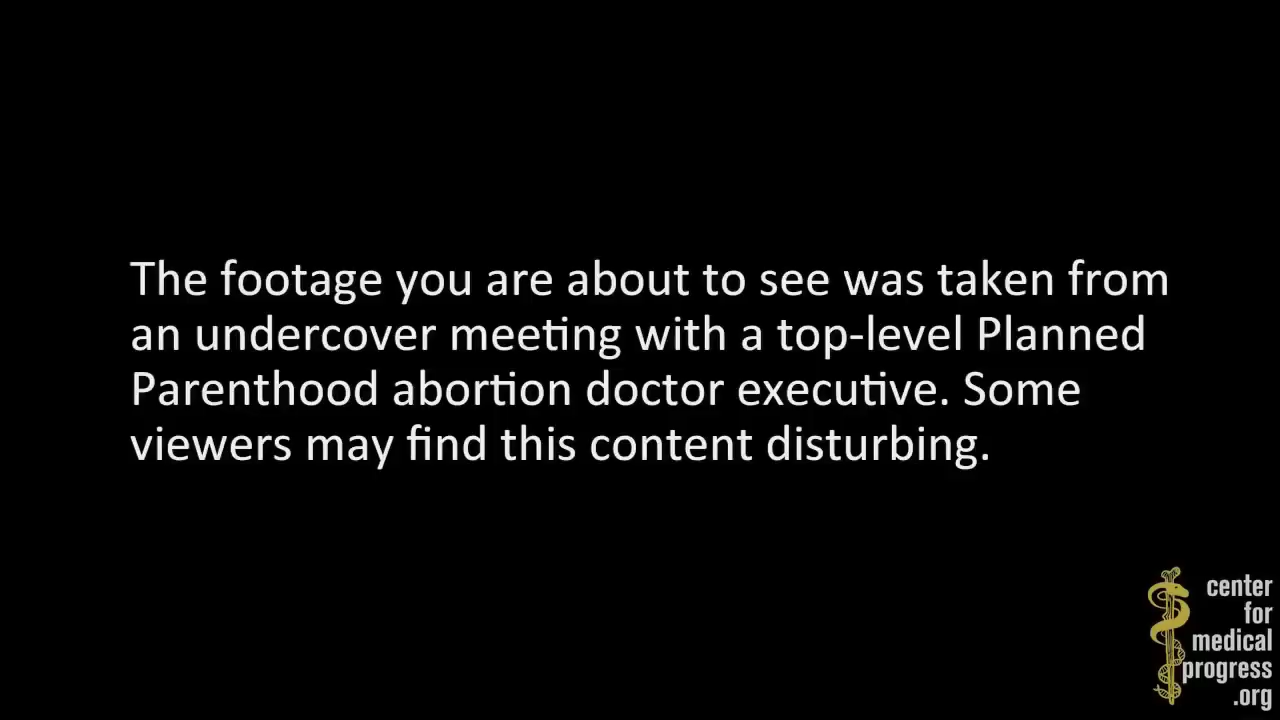 The footage you are about to see was taken from
an undercover meeting with a top-level Planned
Parenthood abortion doctor executive. Some
viewers may find this content disturbing.
center
for
medical
progress
.org